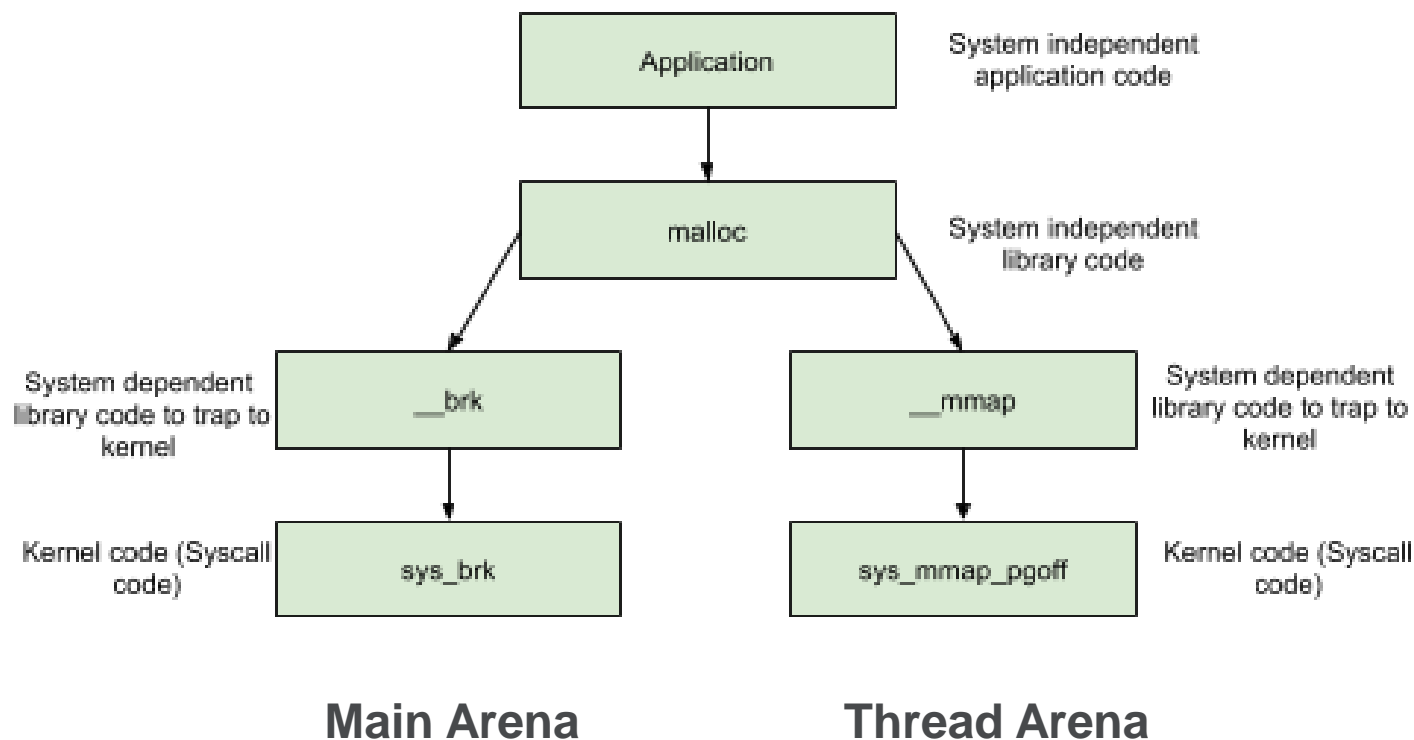 Application
System independent
application code
malloc
System independent
library code
System dependent
library code to trap to
kernel
__brk
__mmap
System dependent
library code to trap to
kernel
Kernel code (Syscall
code)
sys_brk
sys_mmap_pgoff
Kernel code (Syscall
code)
Main Arena
Thread Arena